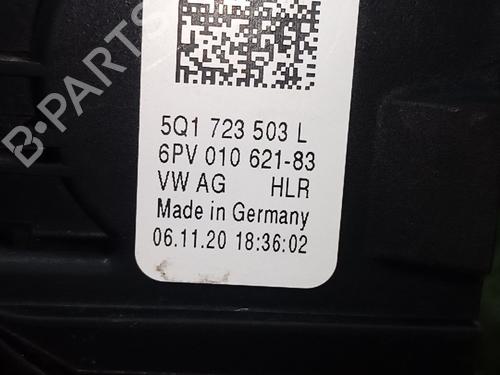 B-PARTS
5Q1 723 503 L
6PV 010 621-83
VW AG HLR
Made in Germany
06.11.20 18:36:02